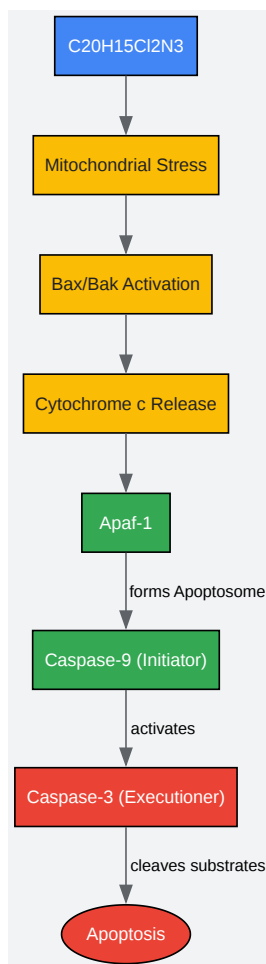 C20H15Cl2N3
Mitochondrial Stress
Bax/Bak Activation
Cytochrome c Release
Apaf-1
forms Apoptosome
Caspase-9 (Initiator)
activates
Caspase-3 (Executioner)
cleaves substrates
Apoptosis